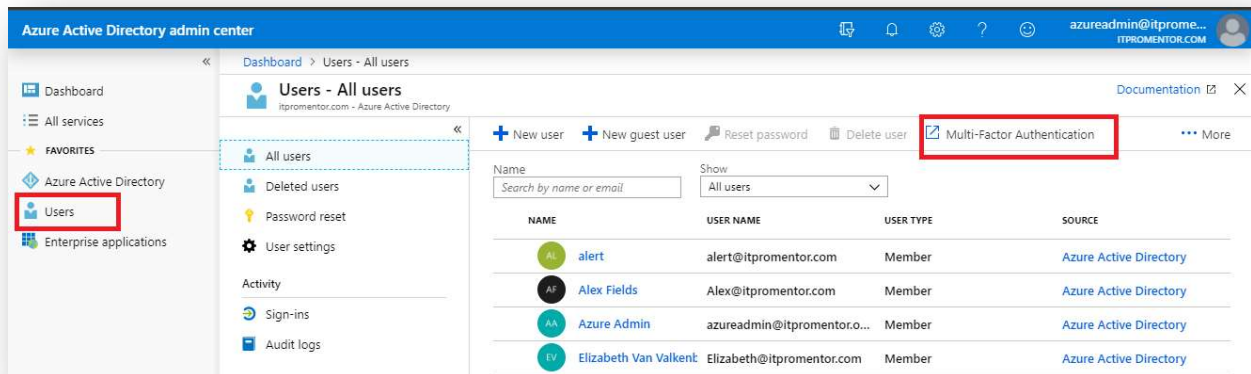 Azure Active Directory admin center
azureadmin@itprome...
ITPROMENTOR.COM
«
Dashboard
All services
FAVORITES
Azure Active Directory
Users
Enterprise applications
Dashboard > Users - All users
Users - All users
itpromentor.com - Azure Active Directory
Documentation
«
All users
Deleted users
Password reset
User settings
Activity
Sign-ins
Audit logs
New user New guest user Reset password Delete user Multi-Factor Authentication ••• More
Name Show
Search by name or email All users
NAME USER NAME USER TYPE SOURCE
AL alert alert@itpromentor.com Member Azure Active Directory
AF Alex Fields Alex@itpromentor.com Member Azure Active Directory
AA Azure Admin azureadmin@itpromentor.o... Member Azure Active Directory
EV Elizabeth Van Valkenb Elizabeth@itpromentor.com Member Azure Active Directory